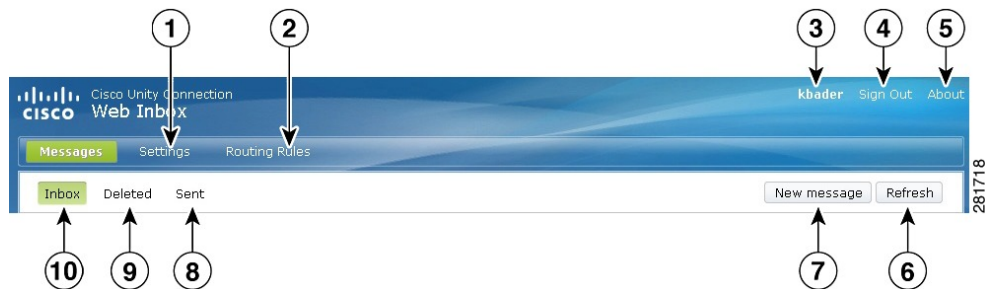 1 2 3 4 5
Cisco Unity Connection
CISCO Web Inbox
kbader Sign Out About
Messages Settings Routing Rules
Inbox Deleted Sent New message Refresh
281718
10 9 8 7 6